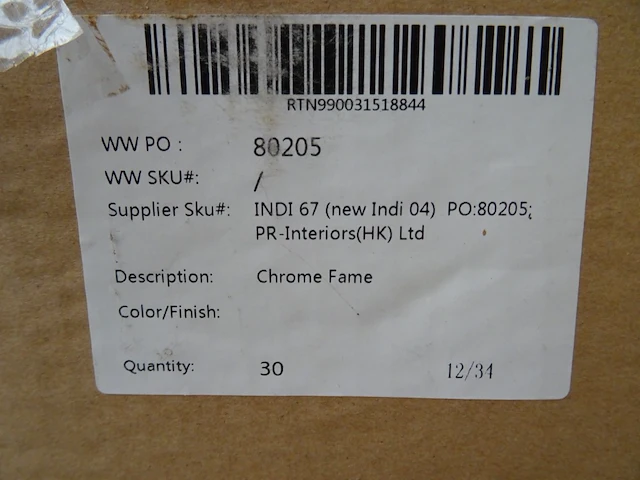 RTN990031518844
WW PO : 80205
WW SKU#: /
Supplier Sku#: INDI 67 (new Indi 04) PO:80205;
PR-Interiors(HK) Ltd
Description: Chrome Fame
Color/Finish:
Quantity: 30 12/34